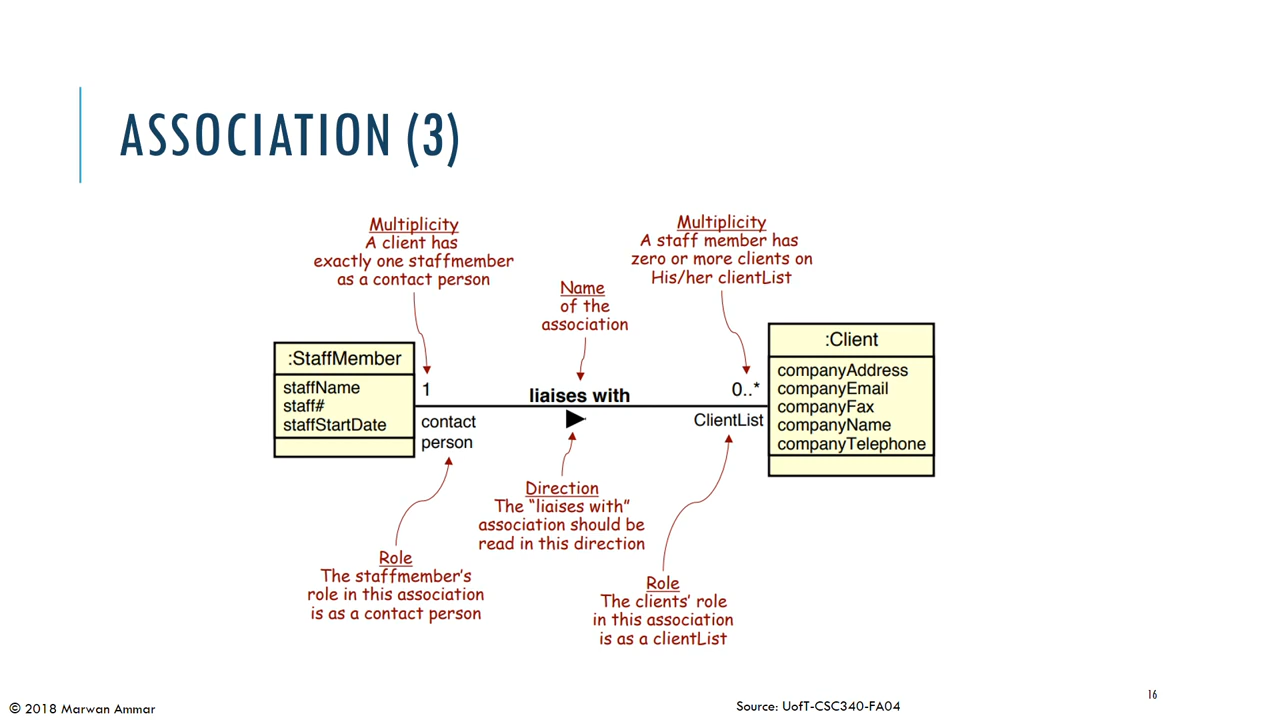 ASSOCIATION (3)
Multiplicity
A client has
exactly one staffmember
as a contact person
Multiplicity
A staff member has
zero or more clients on
His/her clientList
Name
of the
association
:StaffMember
staffName
staff#
staffStartDate
1
contact
person
liaises with
0..*
ClientList
:Client
companyAddress
companyEmail
companyFax
companyName
companyTelephone
Direction
The “liaises with”
association should be
read in this direction
Role
The staffmember’s
role in this association
is as a contact person
Role
The clients’ role
in this association
is as a clientList
© 2018 Marwan Ammar
Source: UofT-CSC340-FA04
16